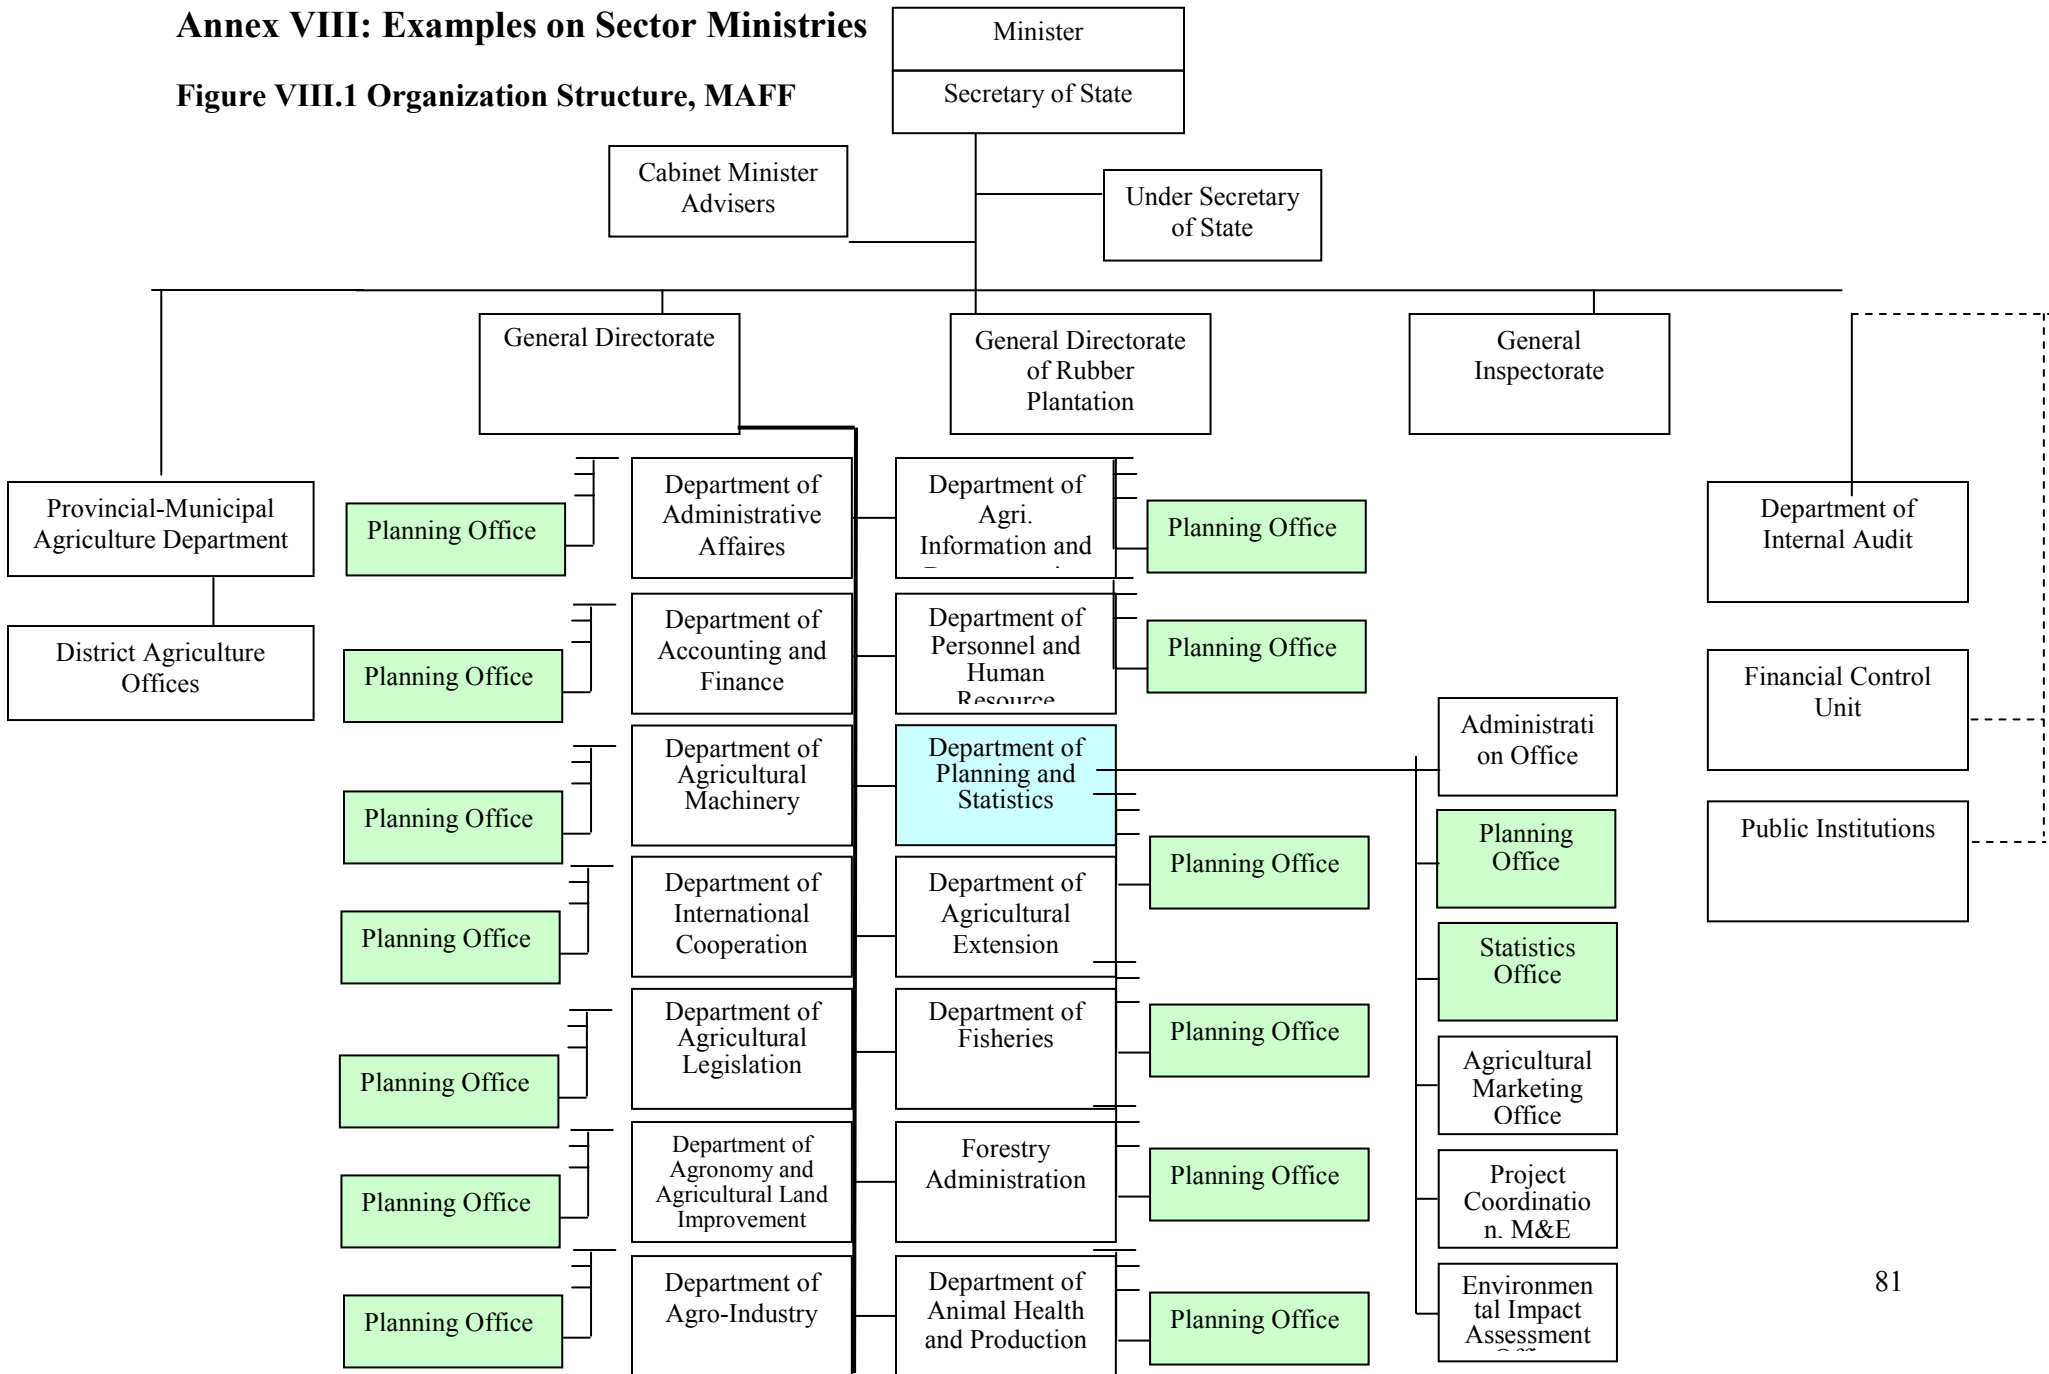 Annex VIII: Examples on Sector Ministries
Figure VIII.1 Organization Structure, MAFF
Minister
Secretary of State
Cabinet Minister
Advisers
Under Secretary
of State
General Directorate
General Directorate
of Rubber
Plantation
General
Inspectorate
Provincial-Municipal
Agriculture Department
District Agriculture
Offices
Planning Office
Planning Office
Planning Office
Planning Office
Planning Office
Planning Office
Planning Office
Department of
Administrative
Affaires
Department of
Accounting and
Finance
Department of
Agricultural
Machinery
Department of
International
Cooperation
Department of
Agricultural
Legislation
Department of
Agronomy and
Agricultural Land
Improvement
Department of
Agro-Industry
Department of
Agri.
Information and
Department of
Personnel and
Human
Resource
Department of
Planning and
Statistics
Department of
Agricultural
Extension
Department of
Fisheries
Forestry
Administration
Department of
Animal Health
and Production
Planning Office
Planning Office
Planning Office
Planning Office
Planning Office
Planning Office
Administrati
on Office
Planning
Office
Statistics
Office
Agricultural
Marketing
Office
Project
Coordinatio
n, M&E
Environmen
tal Impact
Assessment
Department of
Internal Audit
Financial Control
Unit
Public Institutions
81